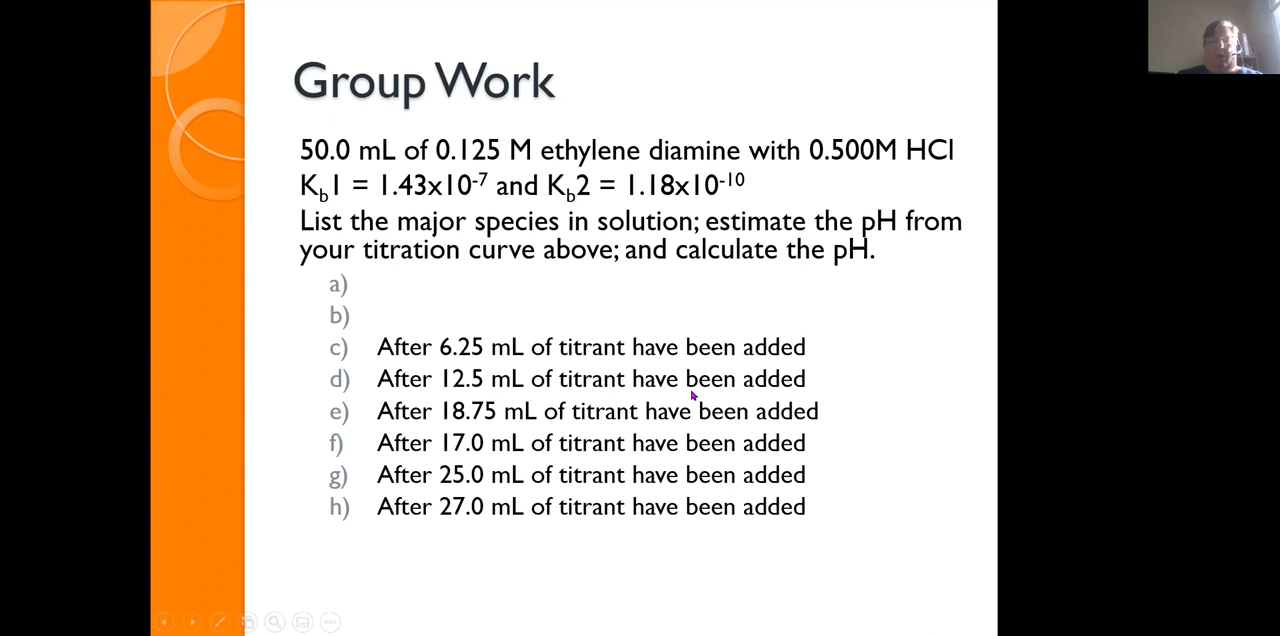 Group Work
50.0 mL of 0.125 M ethylene diamine with 0.500M HCl
K_b1 = 1.43x10^-7 and K_b2 = 1.18x10^-10
List the major species in solution; estimate the pH from
your titration curve above; and calculate the pH.
a)
b)
c) After 6.25 mL of titrant have been added
d) After 12.5 mL of titrant have been added
e) After 18.75 mL of titrant have been added
f) After 17.0 mL of titrant have been added
g) After 25.0 mL of titrant have been added
h) After 27.0 mL of titrant have been added